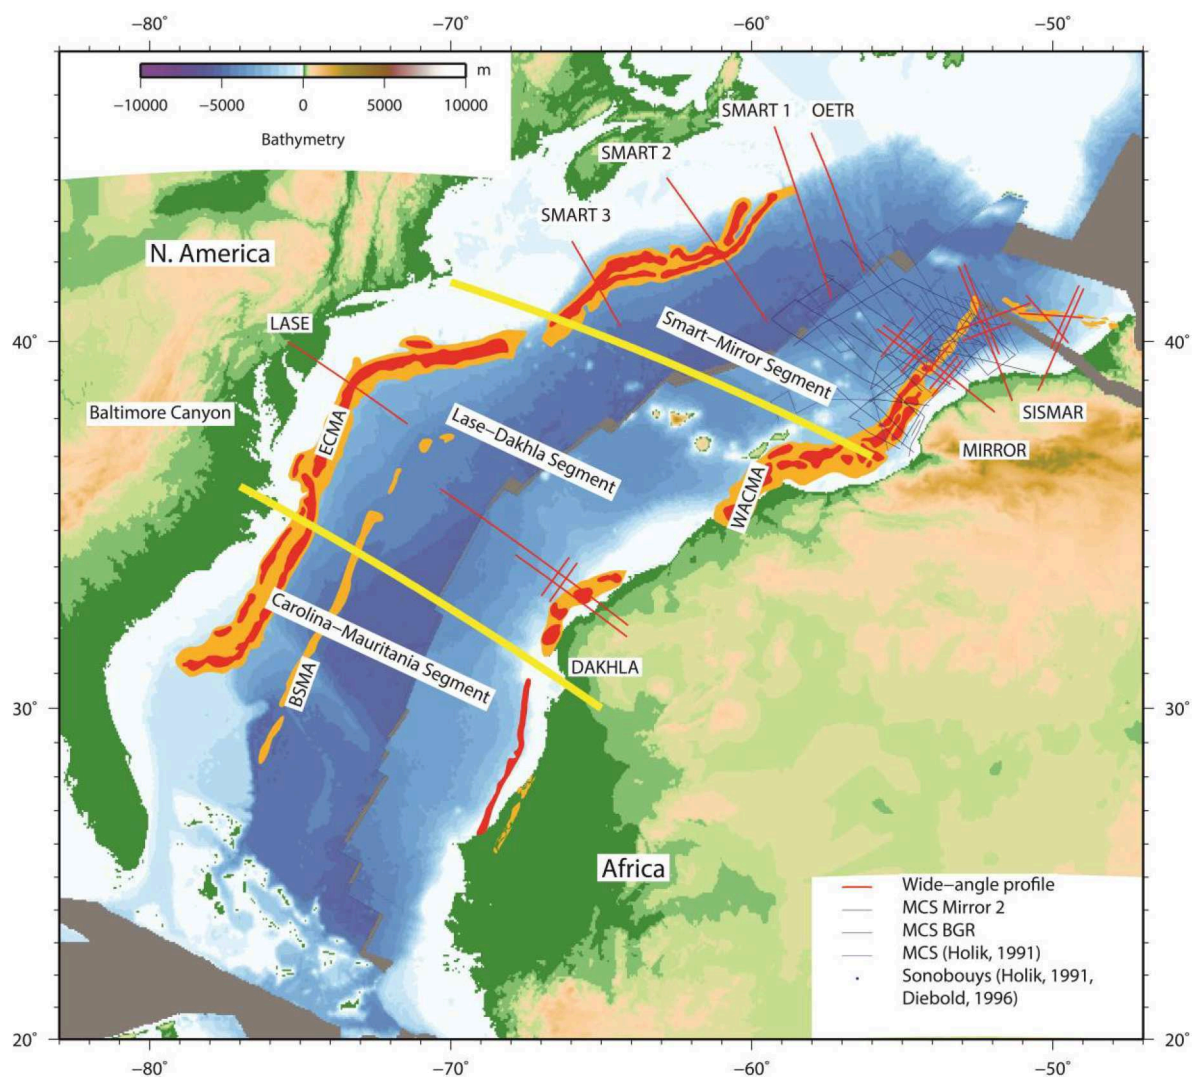 −80° −70° −60° −50°
m
−10000 −5000 0 5000 10000
Bathymetry
SMART 1 OETR
SMART 2
SMART 3
N. America
LASE
40° 40°
Smart−Mirror Segment
Baltimore Canyon
ECMA
Lase−Dakhla Segment
SISMAR
MIRROR
WACMA
Carolina−Mauritania Segment
BSMA
DAKHLA
30° 30°
Africa
Wide−angle profile
MCS Mirror 2
MCS BGR
MCS (Holik, 1991)
Sonobouys (Holik, 1991,
Diebold, 1996)
20° 20°
−80° −70° −60° −50°